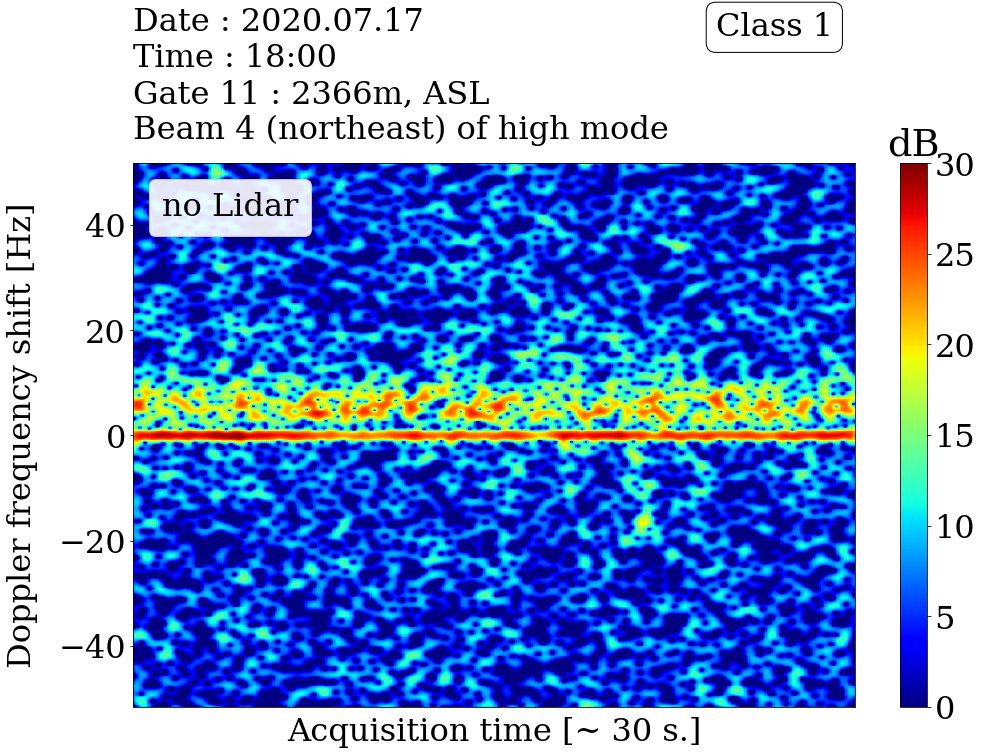 Date : 2020.07.17
Time : 18:00
Gate 11 : 2366m, ASL
Beam 4 (northeast) of high mode
Class 1
dB
no Lidar
Doppler frequency shift [Hz]
40
20
0
−20
−40
30
25
20
15
10
5
0
Acquisition time [~ 30 s.]